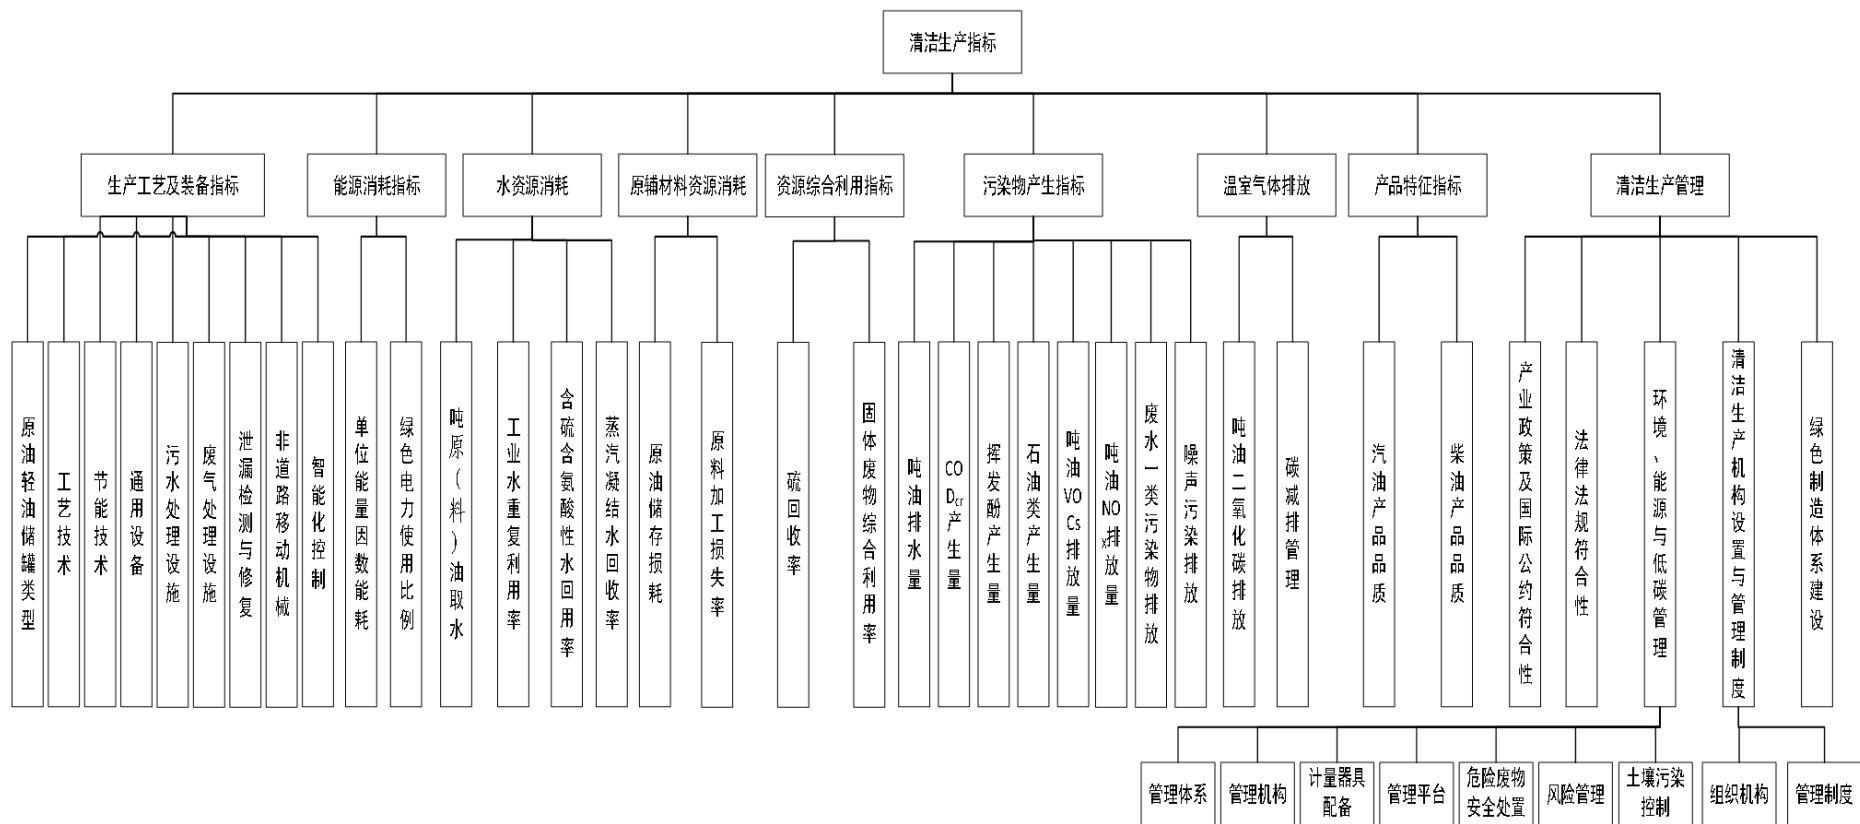 清洁生产指标
生产工艺及装备指标
能源消耗指标
水资源消耗
原辅材料资源消耗
资源综合利用指标
污染物产生指标
温室气体排放
产品特征指标
清洁生产管理
原油轻油储罐类型
工艺技术
节能技术
通用设备
污水处理设施
废气处理设施
泄漏检测与修复
非道路移动机械
智能化控制
单位能量因数能耗
绿色电力使用比例
吨原（料）油取水
工业水重复利用率
含硫含氨酸性水回用率
蒸汽凝结水回收率
原油储存损耗
原料加工损失率
硫回收率
固体废物综合利用率
吨油排水量
CODcr产生量
挥发酚产生量
石油类产生量
吨油VOCs排放量
吨油NOx排放量
废水一类污染物排放
噪声污染排放
吨油二氧化碳排放
碳减排管理
汽油产品品质
柴油产品品质
产业政策及国际公约符合性
法律法规符合性
环境、能源与低碳管理
清洁生产机构设置与管理制度
绿色制造体系建设
管理体系
管理机构
计量器具
配备
管理平台
危险废物
安全处置
风险管理
土壤污染
控制
组织机构
管理制度